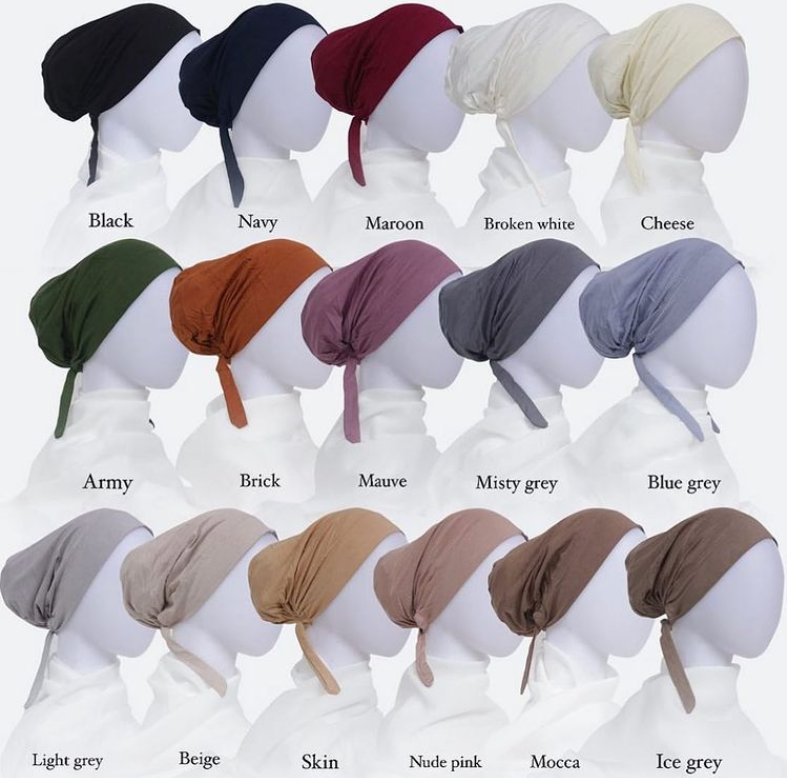 Black
Navy
Maroon
Broken white
Cheese
Army
Brick
Mauve
Misty grey
Blue grey
Light grey
Beige
Skin
Nude pink
Mocca
Ice grey